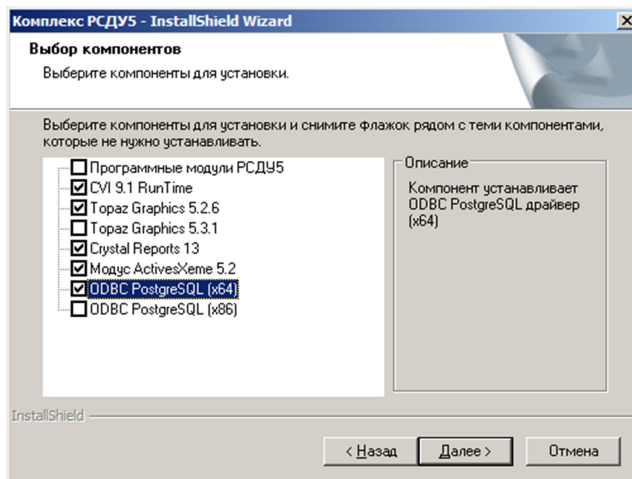 Комплекс РСДУ5 - InstallShield Wizard
Выбор компонентов
Выберите компоненты для установки.
Выберите компоненты для установки и снимите флажок рядом с теми компонентами,
которые не нужно устанавливать.
Программные модули РСДУ5
CVI 9.1 RunTime
Topaz Graphics 5.2.6
Topaz Graphics 5.3.1
Crystal Reports 13
Модус ActivesXeme 5.2
ODBC PostgreSQL (x64)
ODBC PostgreSQL (x86)
Описание
Компонент устанавливает
ODBC PostgreSQL драйвер
(x64)
InstallShield
< Назад
Далее >
Отмена